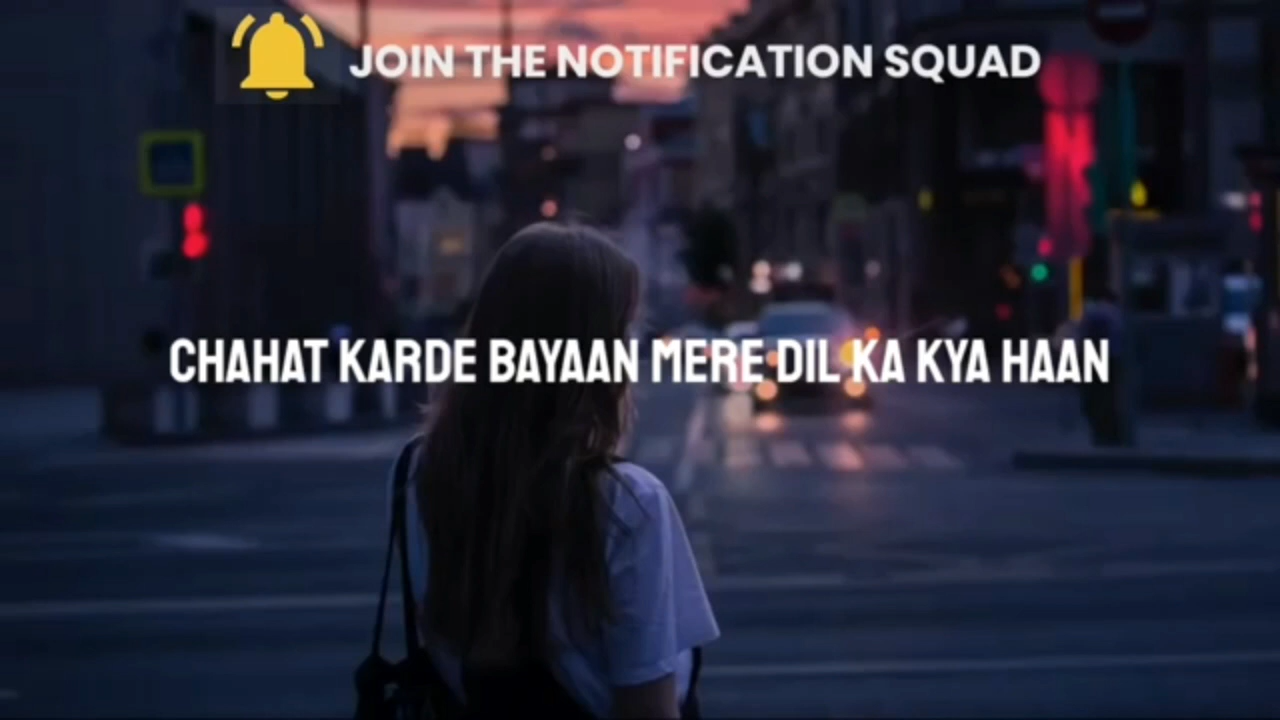 JOIN THE NOTIFICATION SQUAD
CHAHAT KARDE BAYAAN MERE DIL KA KYA HAAN